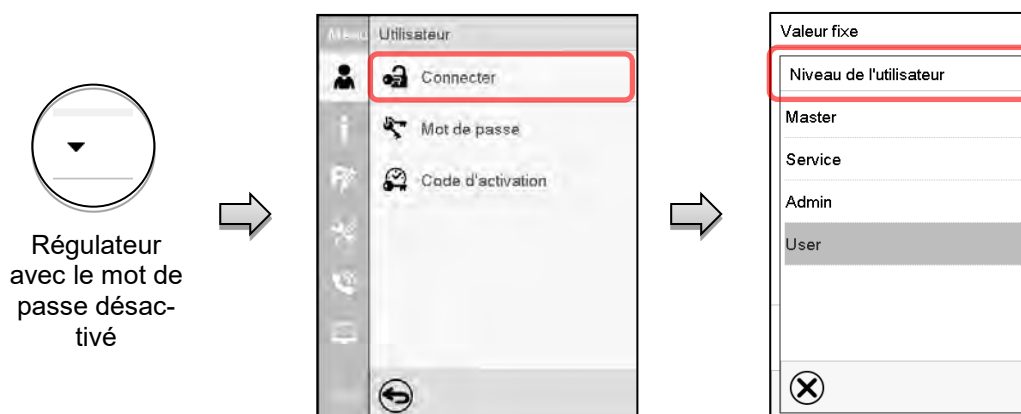 Régulateur
avec le mot de
passe désac-
tivé
Menu
Utilisateur
Connecter
Mot de passe
Code d'activation
Valeur fixe
Niveau de l'utilisateur
Master
Service
Admin
User